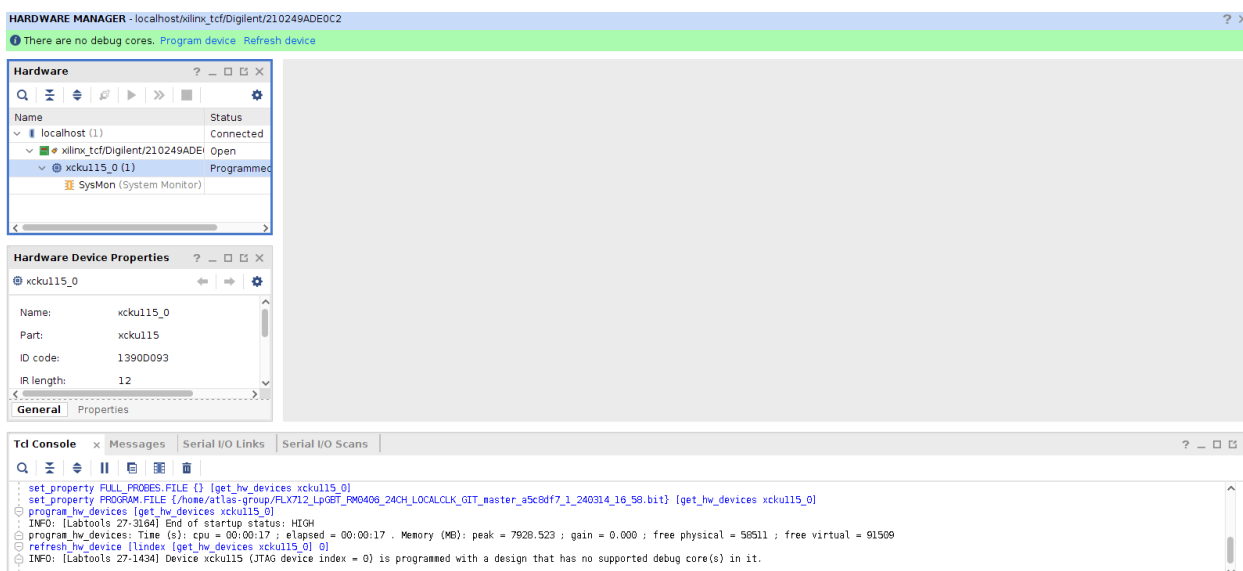 HARDWARE MANAGER - localhost/xilinx_tcf/Digilent/210249ADE0C2
There are no debug cores. Program device Refresh device
Hardware
Name Status
localhost (1) Connected
xilinx_tcf/Digilent/210249ADE Open
xcku115_0 (1) Programmed
SysMon (System Monitor)
Hardware Device Properties
xcku115_0
Name: xcku115_0
Part: xcku115
ID code: 1390D093
IR length: 12
General Properties
Tcl Console Messages Serial I/O Links Serial I/O Scans
set_property FULL_PROBES.FILE {} [get_hw_devices xcku115_0]
set_property PROGRAM.FILE {/home/atlas-group/FLX712_LpGBT_RM0406_24CH_LOCALCLK_GIT_master_a5c8df7_1_240314_16_58.bit} [get_hw_devices xcku115_0]
program_hw_devices [get_hw_devices xcku115_0]
INFO: [Labtools 27-3164] End of startup status: HIGH
program_hw_devices: Time (s): cpu = 00:00:17 ; elapsed = 00:00:17 . Memory (MB): peak = 7928.523 ; gain = 0.000 ; free physical = 58511 ; free virtual = 91509
refresh_hw_device [lindex [get_hw_devices xcku115_0] 0]
INFO: [Labtools 27-1434] Device xcku115 (JTAG device index = 0) is programmed with a design that has no supported debug core(s) in it.